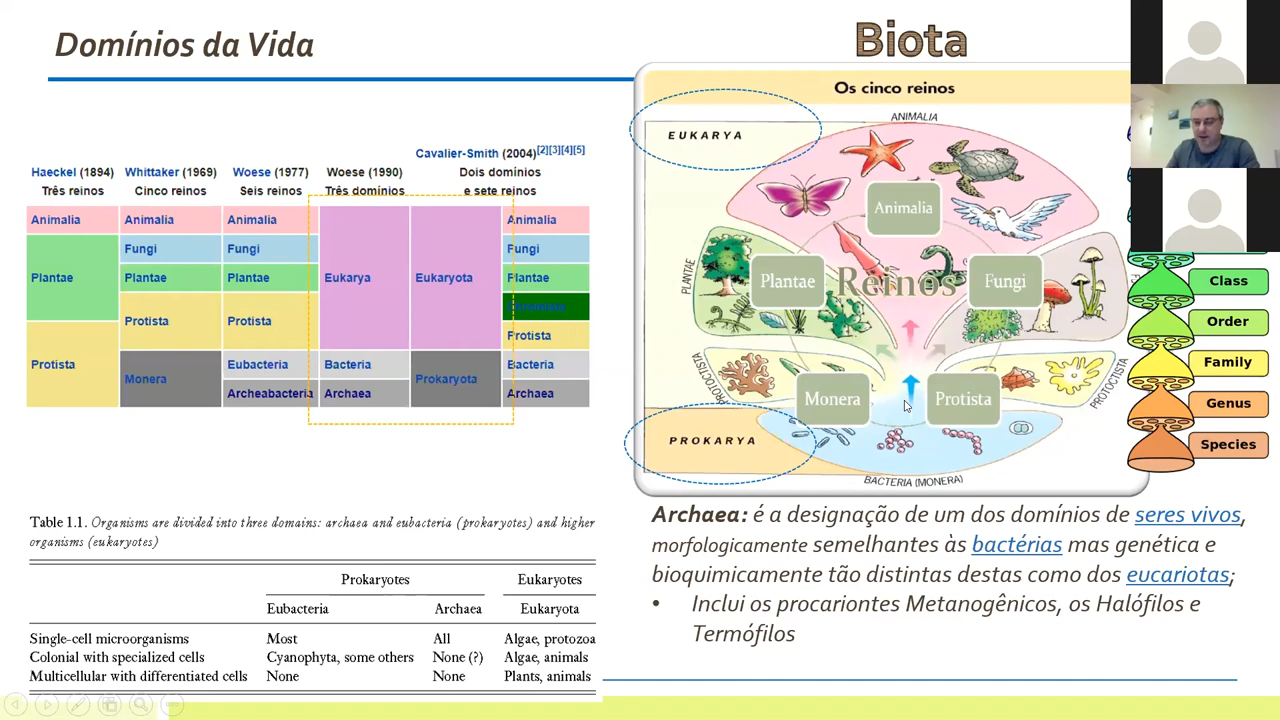 Domínios da Vida
Biota
Haeckel (1894)
Três reinos
Whittaker (1969)
Cinco reinos
Woese (1977)
Seis reinos
Woese (1990)
Três domínios
Cavalier-Smith (2004)[2][3][4][5]
Dois domínios
e sete reinos
Animalia
Plantae
Protista
Animalia
Fungi
Plantae
Protista
Monera
Animalia
Fungi
Plantae
Protista
Eubacteria
Archeabacteria
Eukarya
Bacteria
Archaea
Eukaryota
Prokaryota
Animalia
Fungi
Plantae
Protista
Bacteria
Archaea
Table 1.1. Organisms are divided into three domains: archaea and eubacteria (prokaryotes) and higher
organisms (eukaryotes)
Prokaryotes Eukaryotes
Eubacteria Archaea Eukaryota
Single-cell microorganisms Most All Algae, protozoa
Colonial with specialized cells Cyanophyta, some others None (?) Algae, animals
Multicellular with differentiated cells None None Plants, animals
Os cinco reinos
ANIMALIA
EUKARYA
Animalia
PLANTAE
Plantae
Reinos
Fungi
PROTOCTISTA
Monera
Protista
PROTOCTISTA
PROKARYA
BACTERIA (MONERA)
Class
Order
Family
Genus
Species
Archaea: é a designação de um dos domínios de seres vivos,
morfologicamente semelhantes às bactérias mas genética e
bioquimicamente tão distintas destas como dos eucariotas;
• Inclui os procariontes Metanogênicos, os Halófilos e
Termófilos